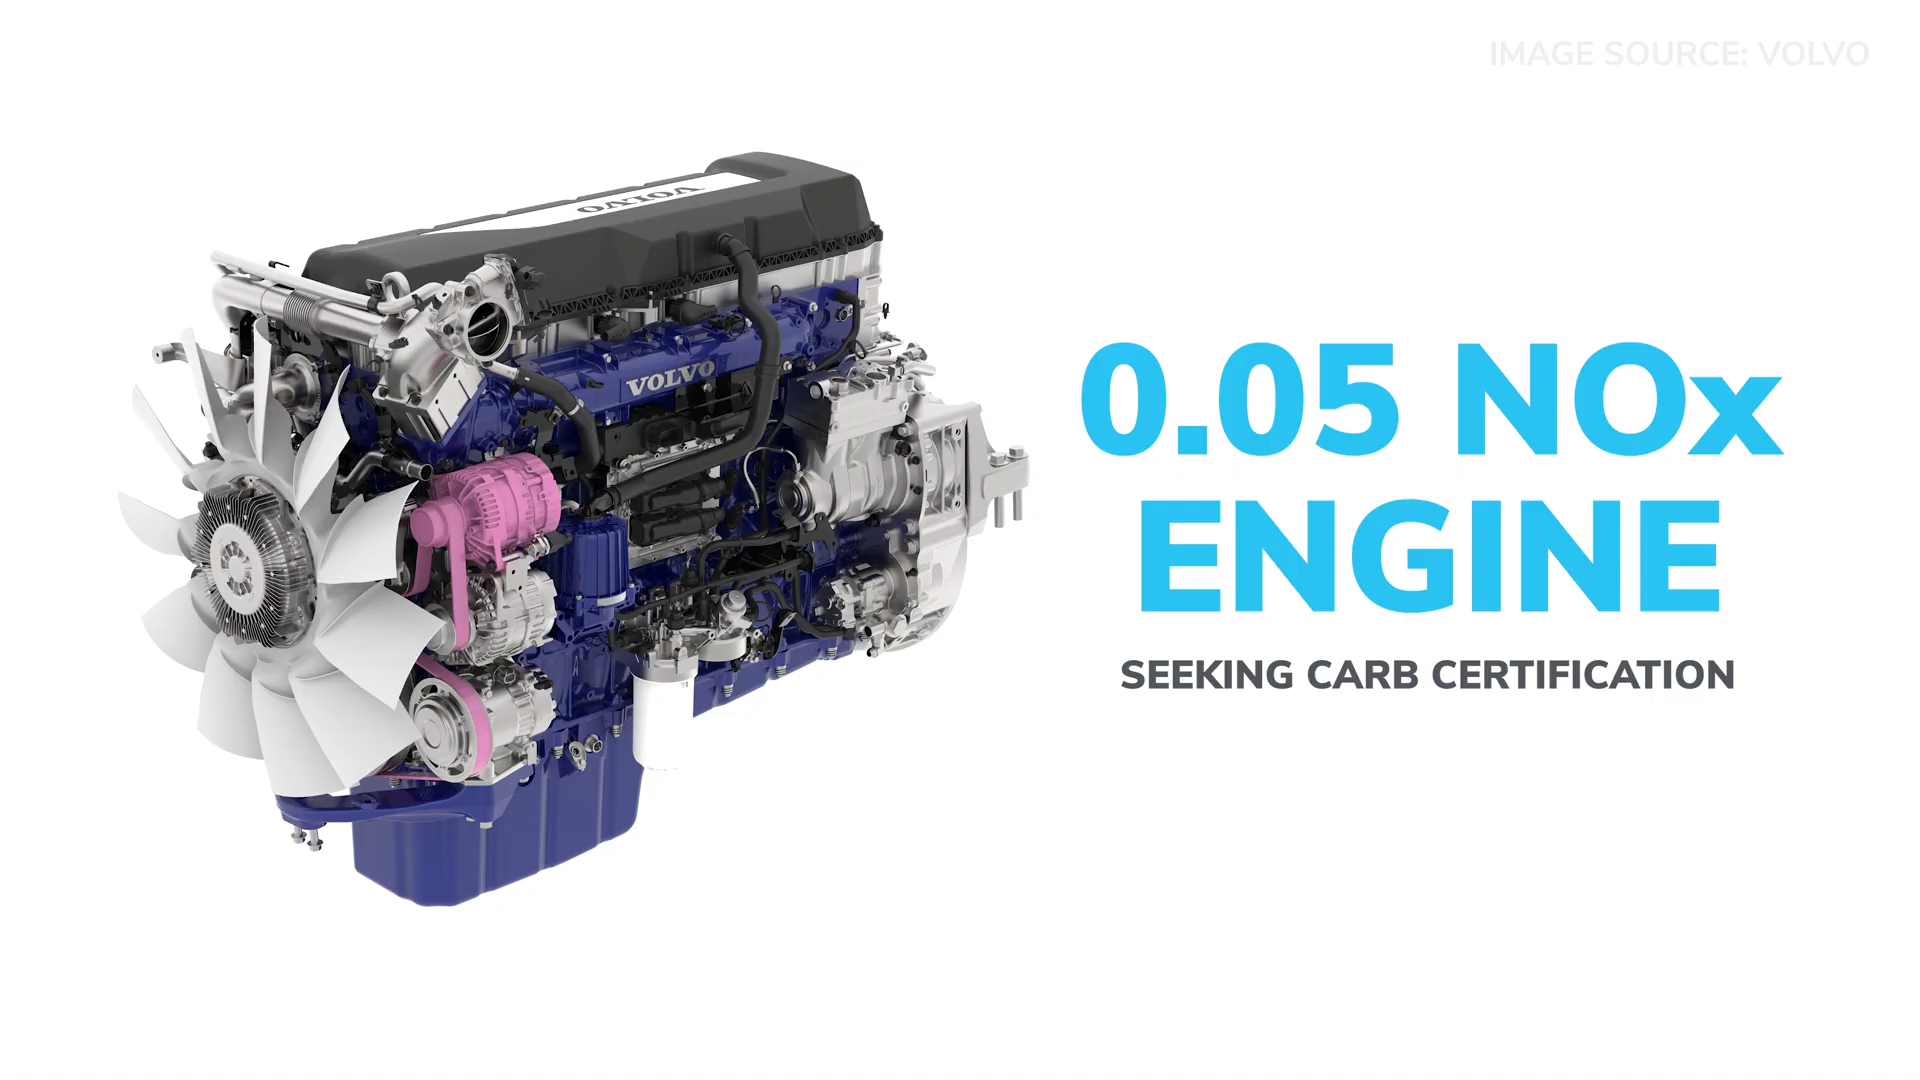 IMAGE SOURCE: VOLVO
VOLVO
VOLVO
0.05 NOx
ENGINE
SEEKING CARB CERTIFICATION